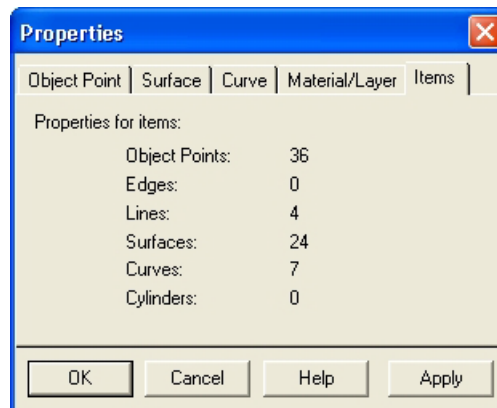 Properties
Object Point Surface Curve Material/Layer Items
Properties for items:
Object Points: 36
Edges: 0
Lines: 4
Surfaces: 24
Curves: 7
Cylinders: 0
OK Cancel Help Apply